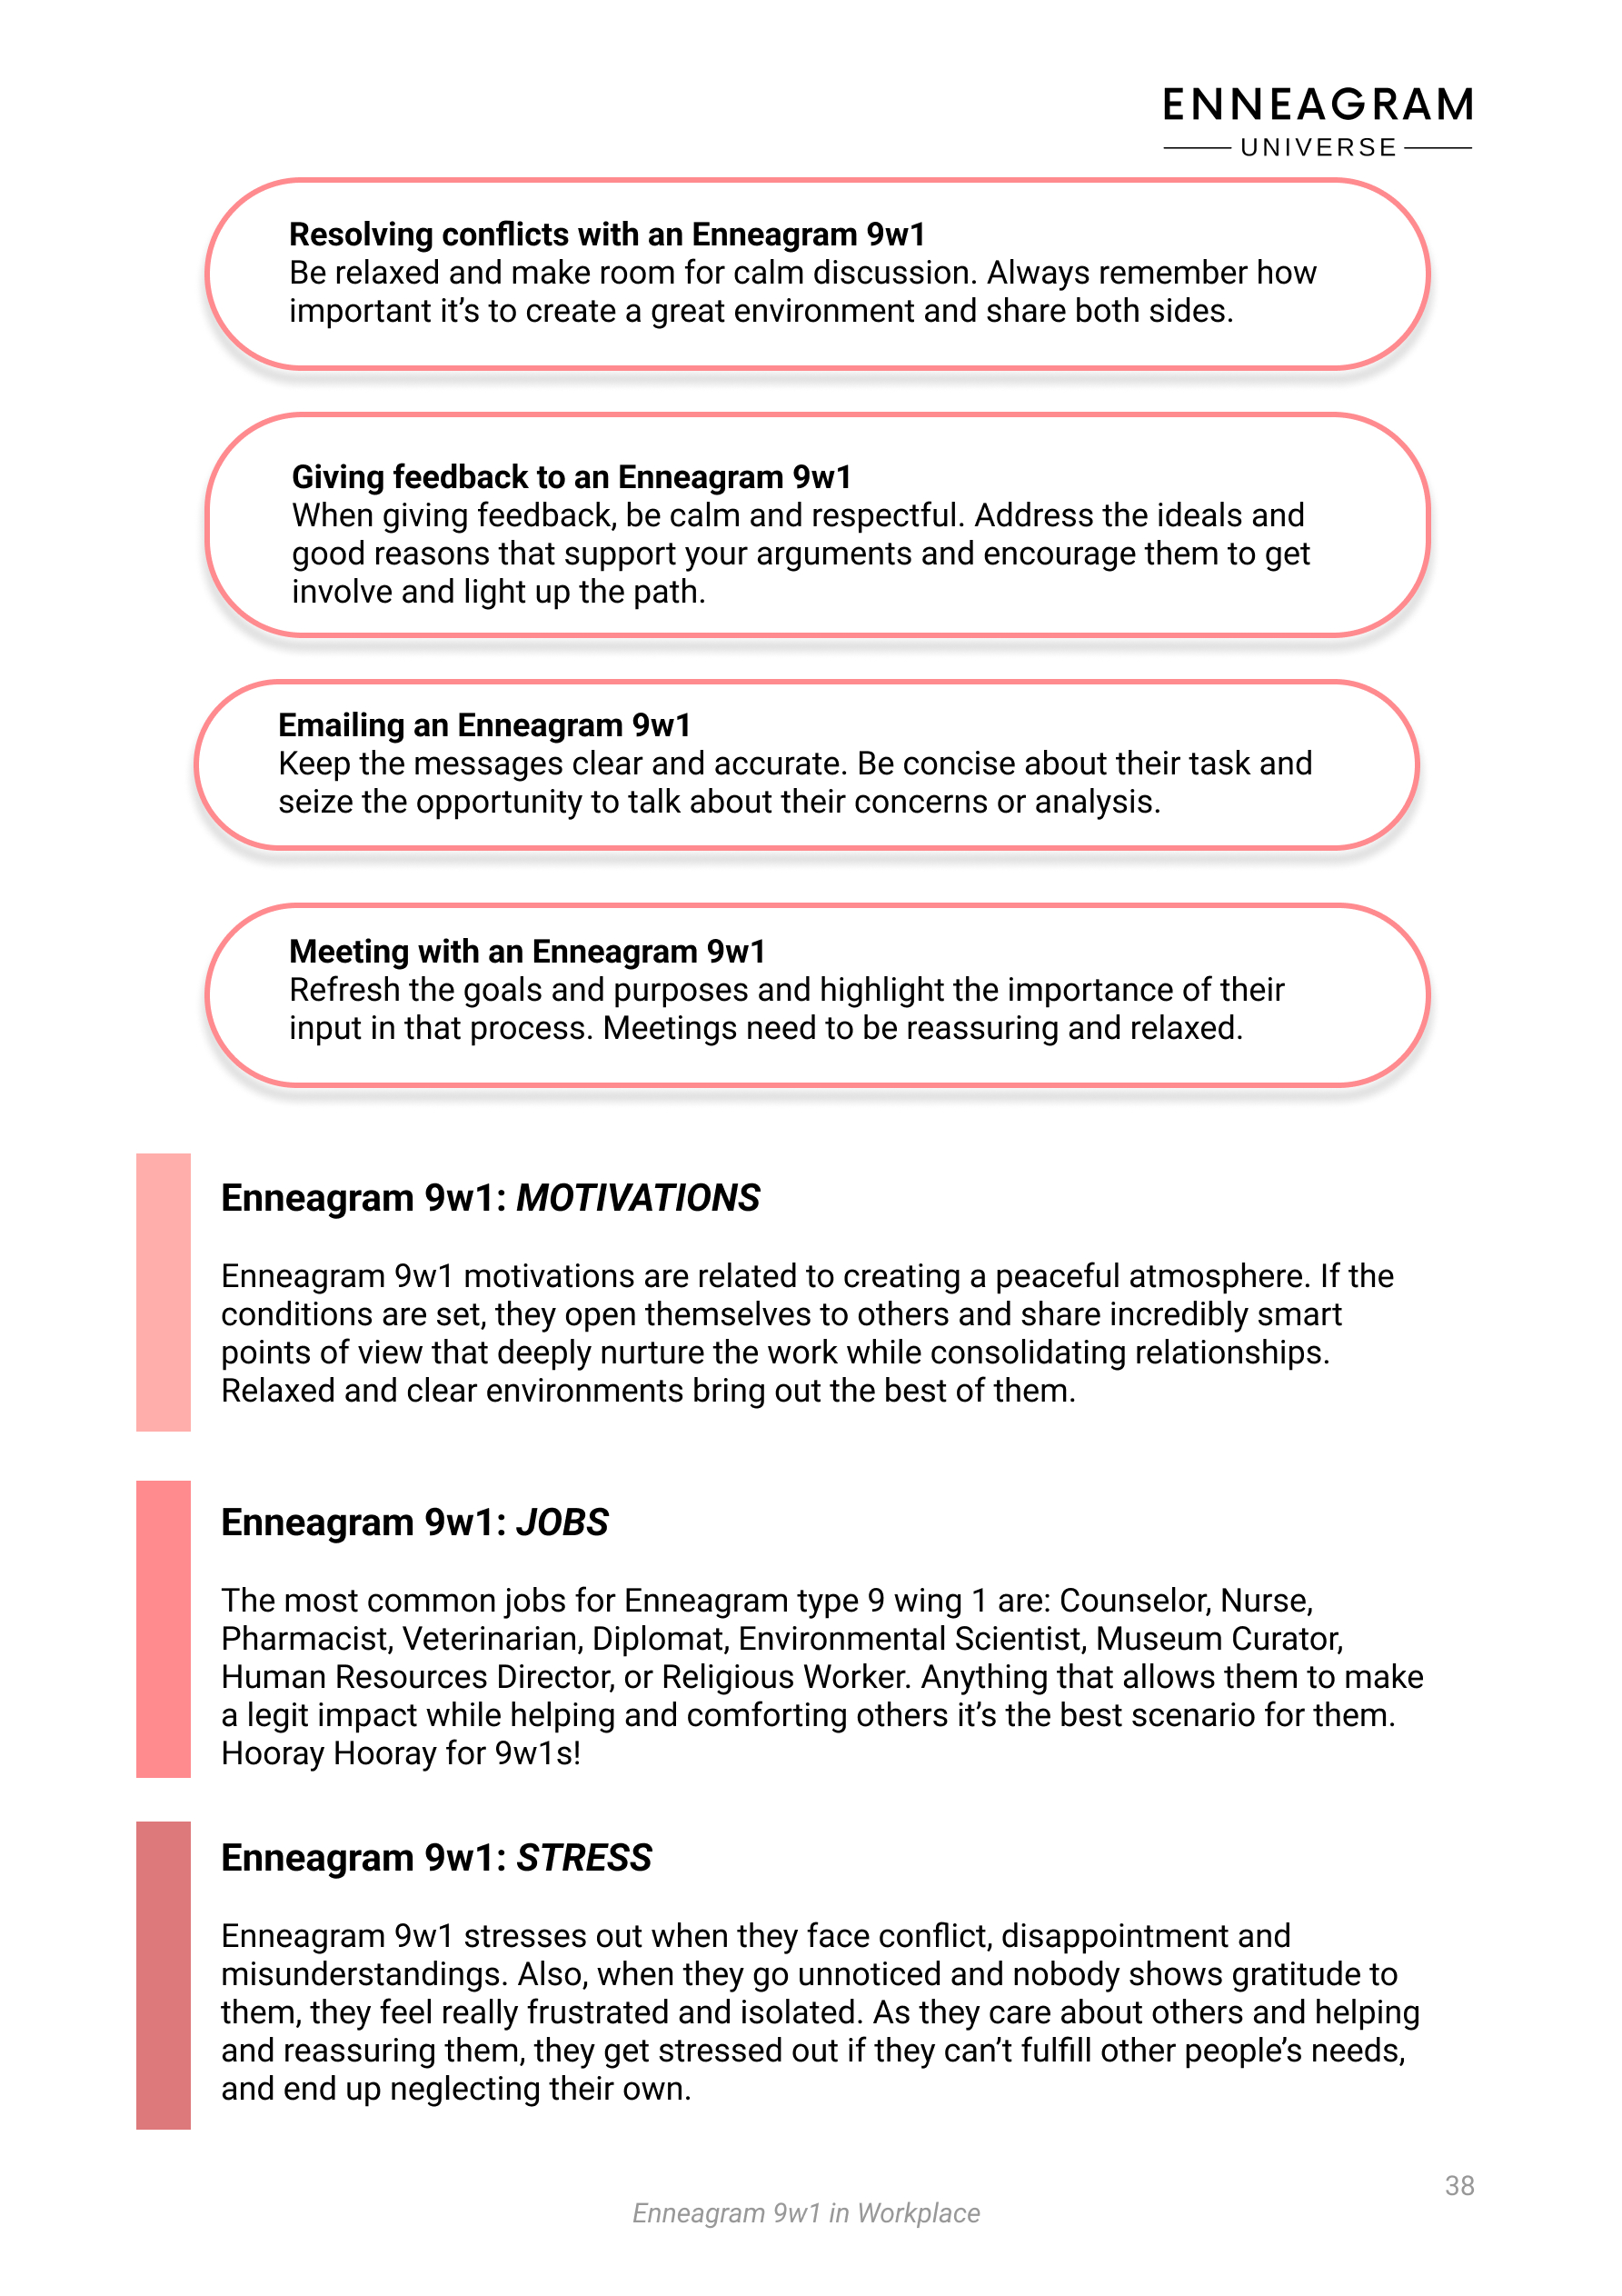 ENNEAGRAM
UNIVERSE
Resolving conflicts with an Enneagram 9w1
Be relaxed and make room for calm discussion. Always remember how
important it’s to create a great environment and share both sides.
Giving feedback to an Enneagram 9w1
When giving feedback, be calm and respectful. Address the ideals and
good reasons that support your arguments and encourage them to get
involve and light up the path.
Emailing an Enneagram 9w1
Keep the messages clear and accurate. Be concise about their task and
seize the opportunity to talk about their concerns or analysis.
Meeting with an Enneagram 9w1
Refresh the goals and purposes and highlight the importance of their
input in that process. Meetings need to be reassuring and relaxed.
Enneagram 9w1: MOTIVATIONS
Enneagram 9w1 motivations are related to creating a peaceful atmosphere. If the
conditions are set, they open themselves to others and share incredibly smart
points of view that deeply nurture the work while consolidating relationships.
Relaxed and clear environments bring out the best of them.
Enneagram 9w1: JOBS
The most common jobs for Enneagram type 9 wing 1 are: Counselor, Nurse,
Pharmacist, Veterinarian, Diplomat, Environmental Scientist, Museum Curator,
Human Resources Director, or Religious Worker. Anything that allows them to make
a legit impact while helping and comforting others it’s the best scenario for them.
Hooray Hooray for 9w1s!
Enneagram 9w1: STRESS
Enneagram 9w1 stresses out when they face conflict, disappointment and
misunderstandings. Also, when they go unnoticed and nobody shows gratitude to
them, they feel really frustrated and isolated. As they care about others and helping
and reassuring them, they get stressed out if they can’t fulfill other people’s needs,
and end up neglecting their own.
38
Enneagram 9w1 in Workplace